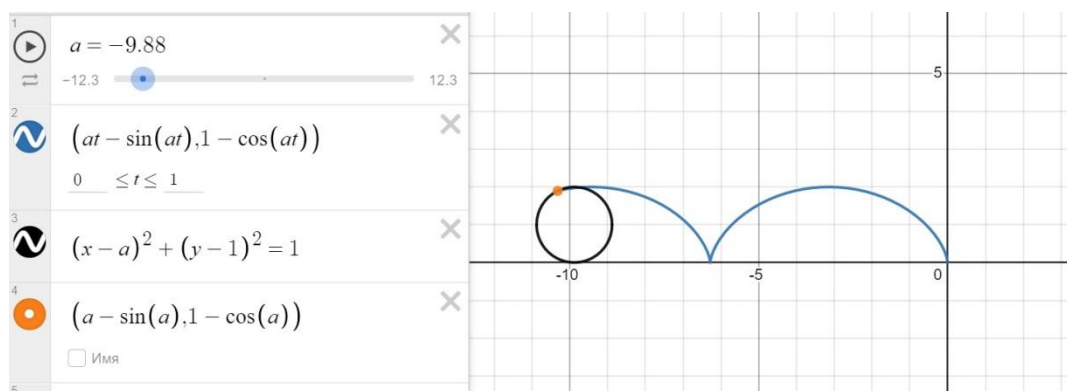 1
a = −9.88
−12.3 12.3
2
(at − sin(at),1 − cos(at))
0 ≤ t ≤ 1
3
(x − a)² + (y − 1)² = 1
4
(a − sin(a),1 − cos(a))
Имя
5
5
-10 -5 0